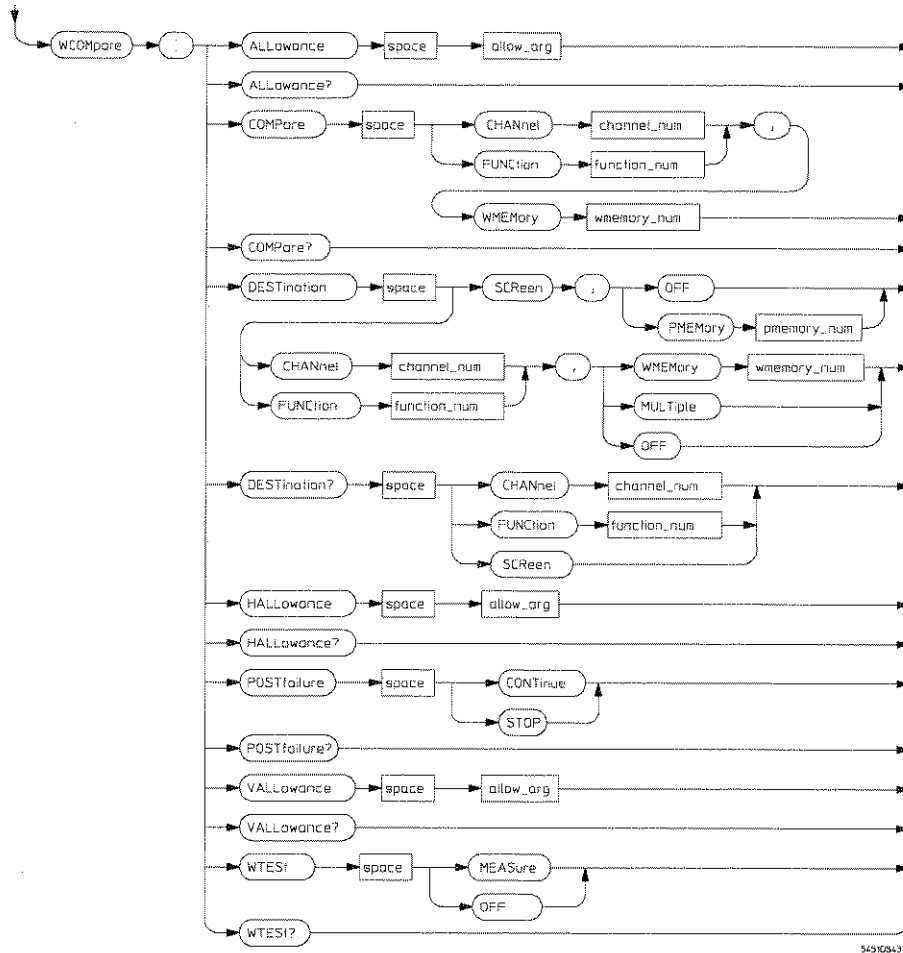 WCOMpare : ALLowance space allow_arg
ALLowance?
COMPare space CHANnel channel_num ,
FUNCtion function_num
WMEMory wmemory_num
COMPare?
DESTination space SCReen , OFF
PMEMory pmemory_num
CHANnel channel_num , WMEMory wmemory_num
FUNCtion function_num MULTiple
OFF
DESTination? space CHANnel channel_num
FUNCtion function_num
SCReen
HALLowance space allow_arg
HALLowance?
POSTfailure space CONTinue
STOP
POSTfailure?
VALLowance space allow_arg
VALLowance?
WTESt space MEASure
OFF
WTESt?